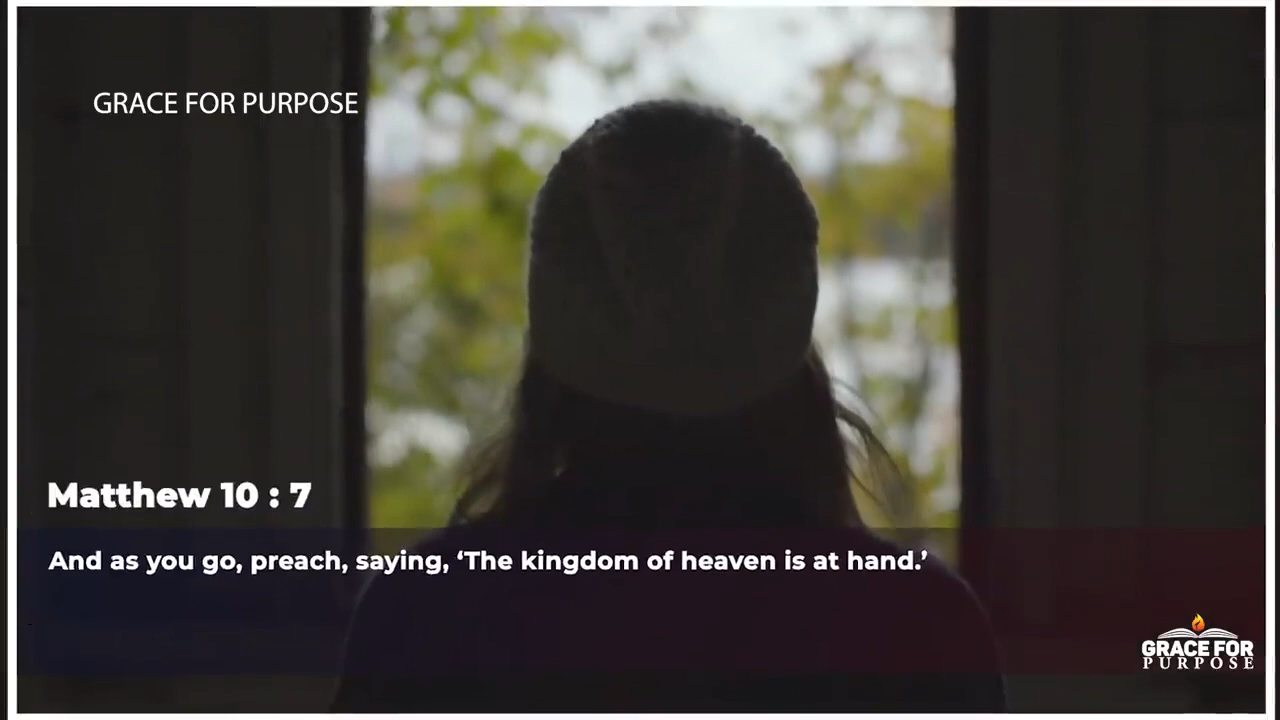 GRACE FOR PURPOSE
Matthew 10 : 7
And as you go, preach, saying, ‘The kingdom of heaven is at hand.’
GRACE FOR
PURPOSE